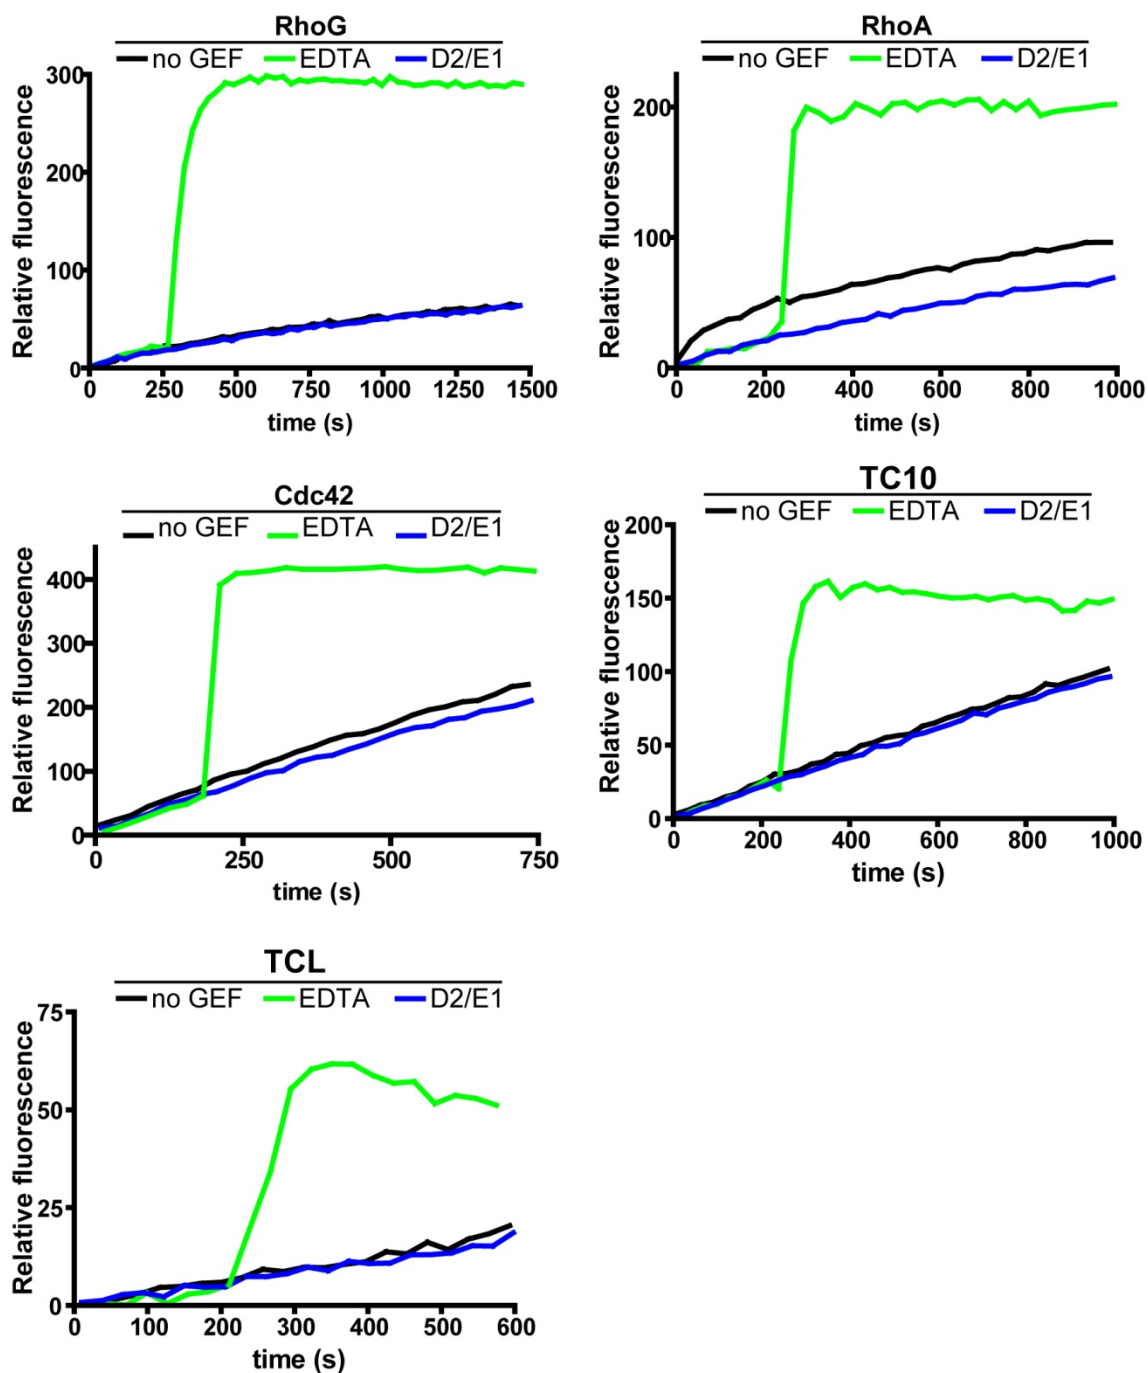 RhoG
no GEF EDTA D2/E1
Relative fluorescence
300
200
100
0
0 250 500 750 1000 1250 1500
time (s)
RhoA
no GEF EDTA D2/E1
Relative fluorescence
200
100
0
0 200 400 600 800 1000
time (s)
Cdc42
no GEF EDTA D2/E1
Relative fluorescence
400
300
200
100
0
0 250 500 750
time (s)
TC10
no GEF EDTA D2/E1
Relative fluorescence
200
150
100
50
0
0 200 400 600 800 1000
time (s)
TCL
no GEF EDTA D2/E1
Relative fluorescence
75
50
25
0
0 100 200 300 400 500 600
time (s)